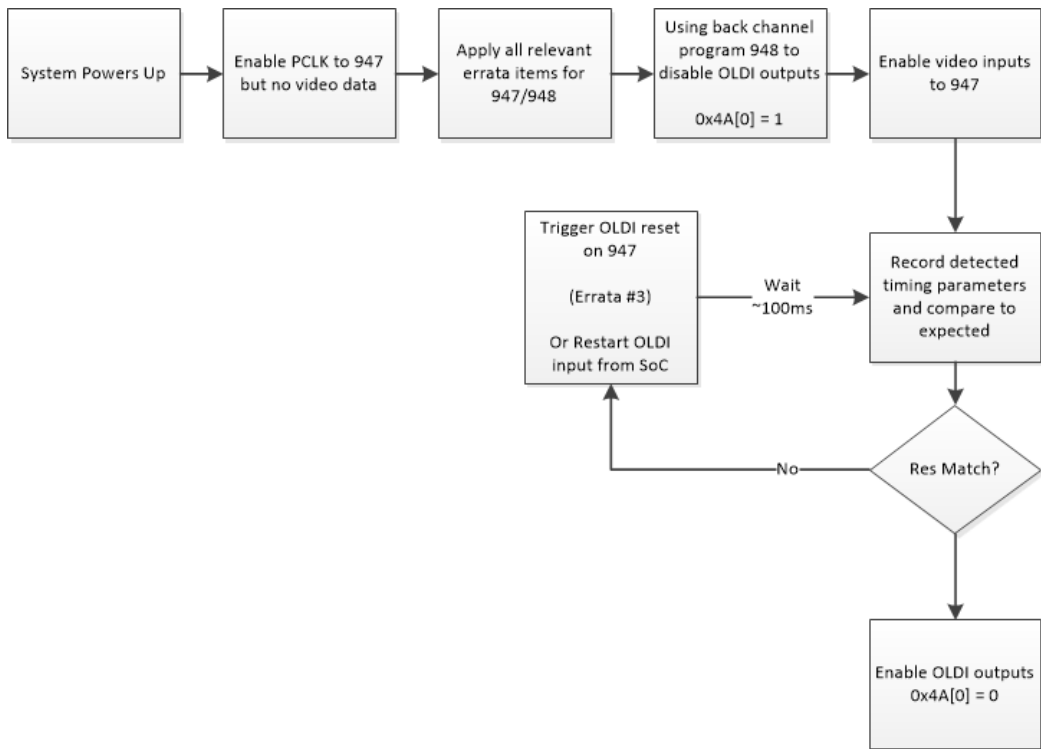 System Powers Up
Enable PCLK to 947
but no video data
Apply all relevant
errata items for
947/948
Using back channel
program 948 to
disable OLDI outputs
0x4A[0] = 1
Enable video inputs
to 947
Trigger OLDI reset
on 947
(Errata #3)
Or Restart OLDI
input from SoC
Wait
~100ms
Record detected
timing parameters
and compare to
expected
No
Res Match?
Enable OLDI outputs
0x4A[0] = 0